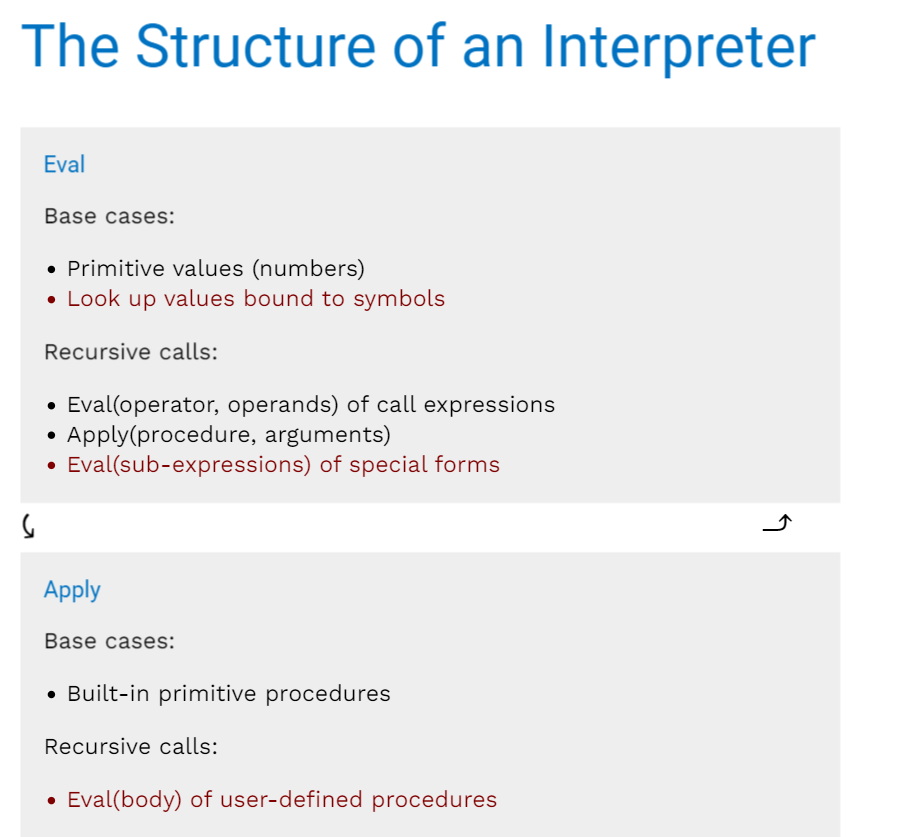 The Structure of an Interpreter
Eval
Base cases:
• Primitive values (numbers)
• Look up values bound to symbols
Recursive calls:
• Eval(operator, operands) of call expressions
• Apply(procedure, arguments)
• Eval(sub-expressions) of special forms
Apply
Base cases:
• Built-in primitive procedures
Recursive calls:
• Eval(body) of user-defined procedures